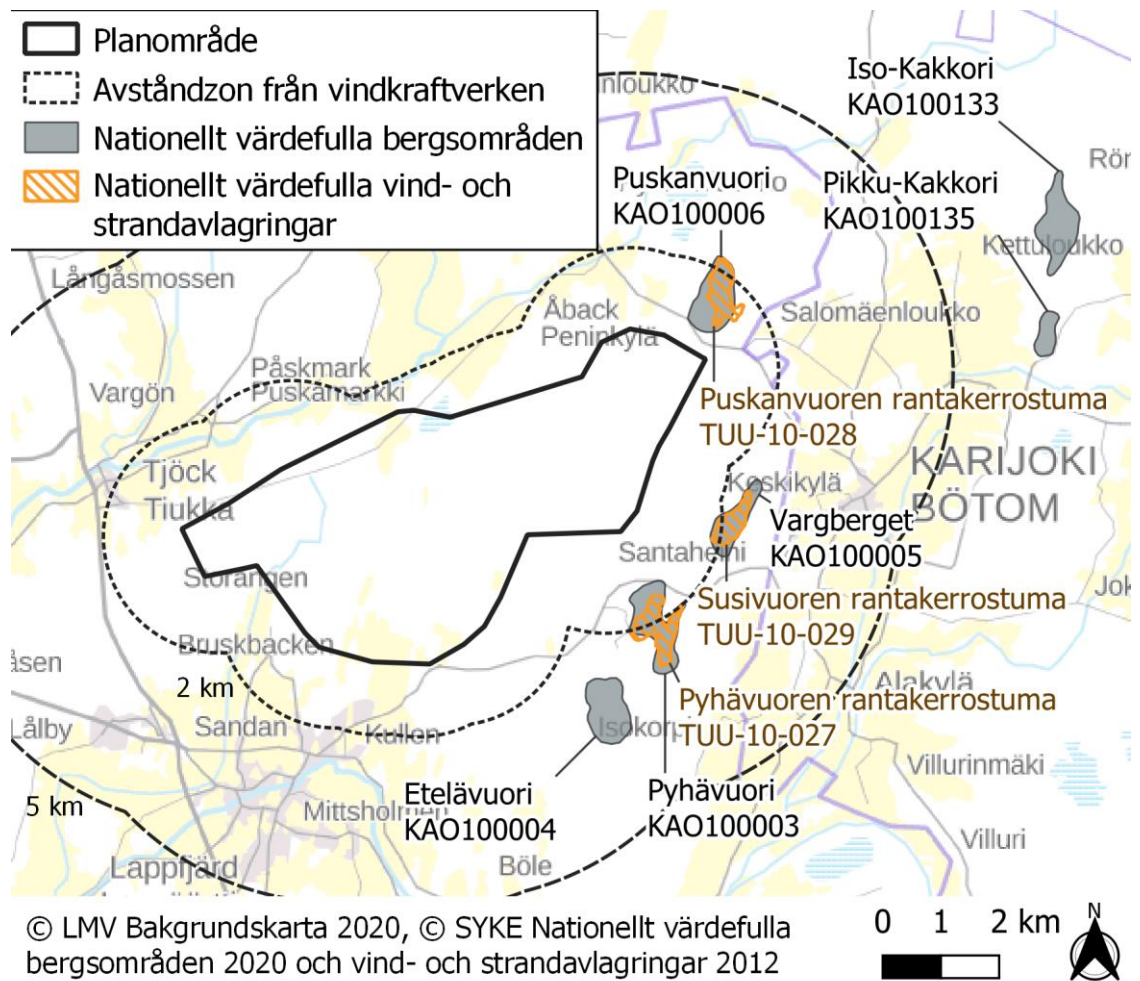 Planområde
Avståndzon från vindkraftverken
Nationellt värdefulla bergsområden
Nationellt värdefulla vind- och
strandavlagringar
Iso-Kakkori
KAO100133
Puskanvuori
KAO100006
Pikku-Kakkori
KAO100135
Kettuloukko
Långåsmossen
Åback
Peninkylä
Salomäenloukko
Påskmark
Puskamarkki
Vargön
Puskanvuoren rantakerrostuma
TUU-10-028
Tjöck
Tiukka
Keskikylä
KARIJOKI
BÖTOM
Vargberget
KAO100005
Santaheini
Storängen
Susivuoren rantakerrostuma
TUU-10-029
Bruskbacken
2 km
Alakylä
Pyhävuoren rantakerrostuma
TUU-10-027
Lålby
Sandan
Kullen
Villurinmäki
5 km
Etelävuori
KAO100004
Pyhävuori
KAO100003
Villuri
Lappfjärd
Böle
© LMV Bakgrundskarta 2020, © SYKE Nationellt värdefulla
bergsområden 2020 och vind- och strandavlagringar 2012
0 1 2 km
N